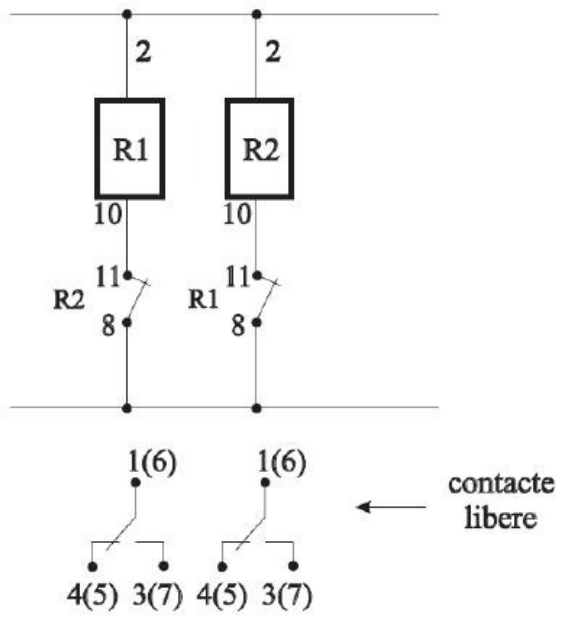 2 2
R1 R2
10 10
11 11
R2 R1
8 8
1(6) 1(6)
contacte
libere
4(5) 3(7) 4(5) 3(7)